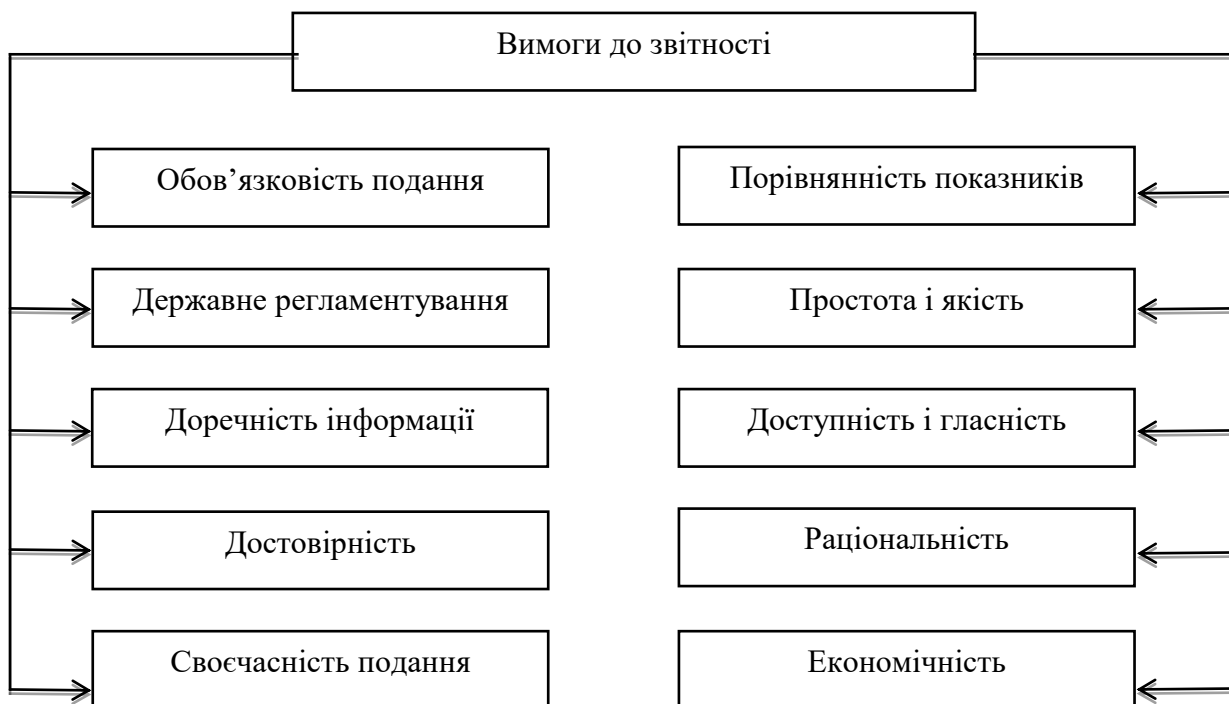 Вимоги до звітності
Обов’язковість подання
Порівнянність показників
Державне регламентування
Простота і якість
Доречність інформації
Доступність і гласність
Достовірність
Раціональність
Своєчасність подання
Економічність